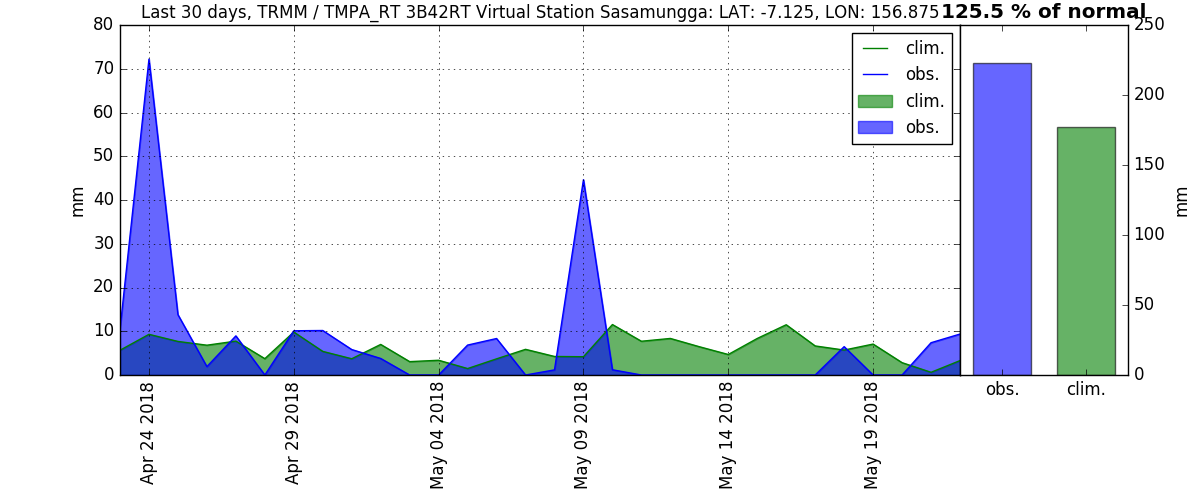 Last 30 days, TRMM / TMPA_RT 3B42RT Virtual Station Sasamungga: LAT: -7.125, LON: 156.875
125.5 % of normal
80
70
60
50
40
30
20
10
0
mm
clim.
obs.
clim.
obs.
Apr 24 2018
Apr 29 2018
May 04 2018
May 09 2018
May 14 2018
May 19 2018
250
200
150
100
50
0
mm
obs.
clim.